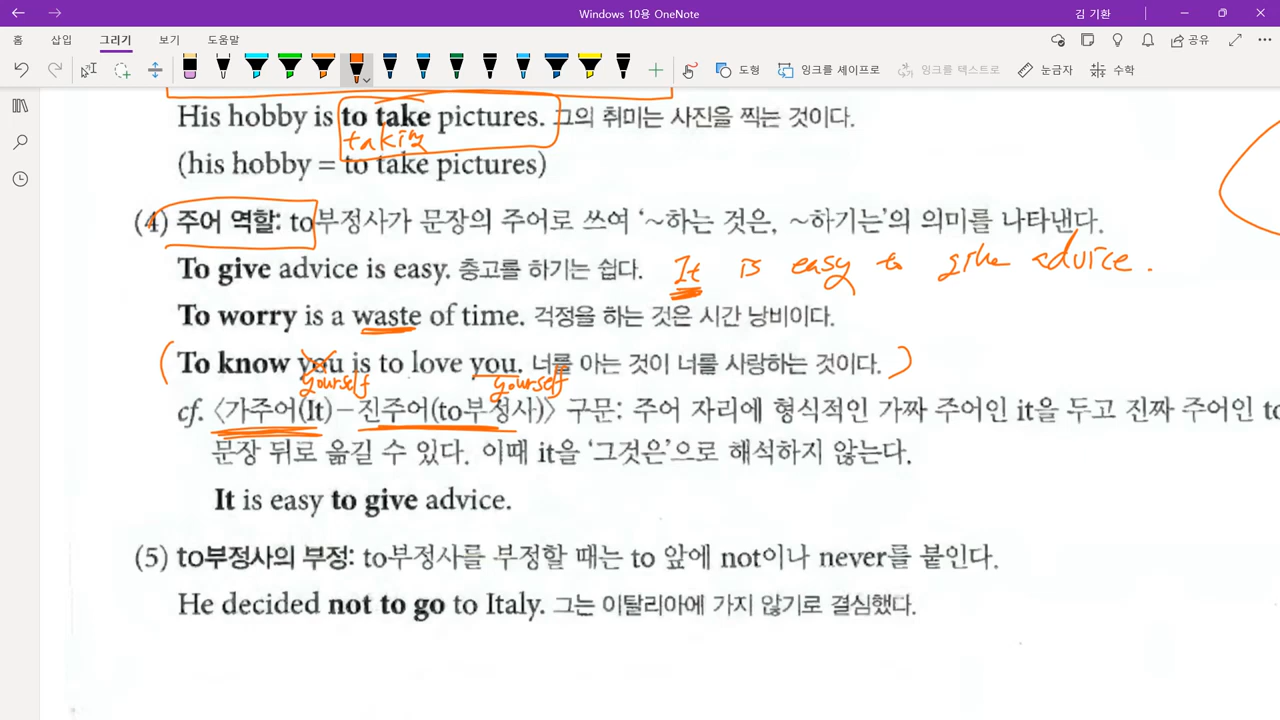 Windows 10용 OneNote
김 기환
홈 삽입 그리기 보기 도움말
공유
도형 잉크를 셰이프로 잉크를 텍스트로 눈금자 수학
His hobby is to take pictures. 그의 취미는 사진을 찍는 것이다.
taking
(his hobby = to take pictures)
(4) 주어 역할: to부정사가 문장의 주어로 쓰여 ‘~하는 것은, ~하기는’의 의미를 나타낸다.
To give advice is easy. 충고를 하기는 쉽다. It is easy to give advice.
To worry is a waste of time. 걱정을 하는 것은 시간 낭비이다.
(To know you is to love you. 너를 아는 것이 너를 사랑하는 것이다.)
yourself yourself
cf. 〈가주어(It)−진주어(to부정사)〉 구문: 주어 자리에 형식적인 가짜 주어인 it을 두고 진짜 주어인 to
문장 뒤로 옮길 수 있다. 이때 it을 ‘그것은’으로 해석하지 않는다.
It is easy to give advice.
(5) to부정사의 부정: to부정사를 부정할 때는 to 앞에 not이나 never를 붙인다.
He decided not to go to Italy. 그는 이탈리아에 가지 않기로 결심했다.